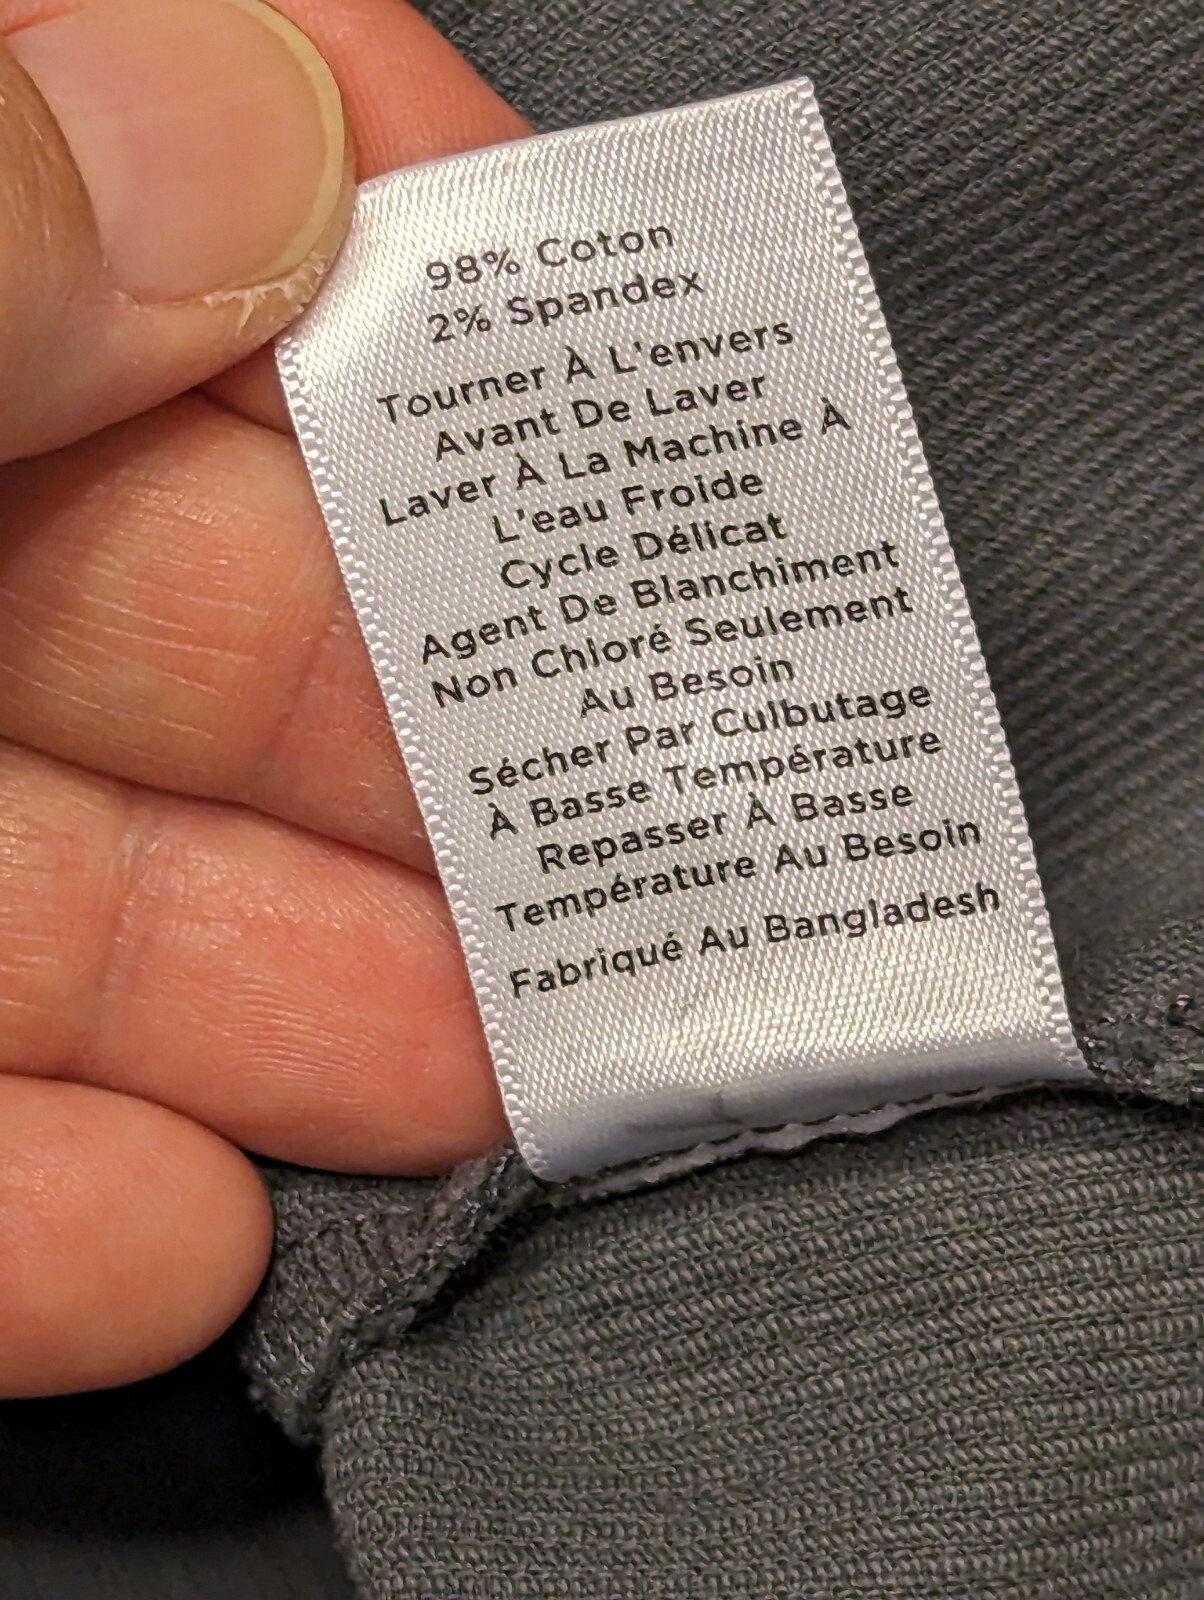 98% Coton
2% Spandex
Tourner À L'envers
Avant De Laver
Laver À La Machine À
L'eau Froide
Cycle Délicat
Agent De Blanchiment
Non Chloré Seulement
Au Besoin
Sécher Par Culbutage
À Basse Température
Repasser À Basse
Température Au Besoin
Fabriqué Au Bangladesh